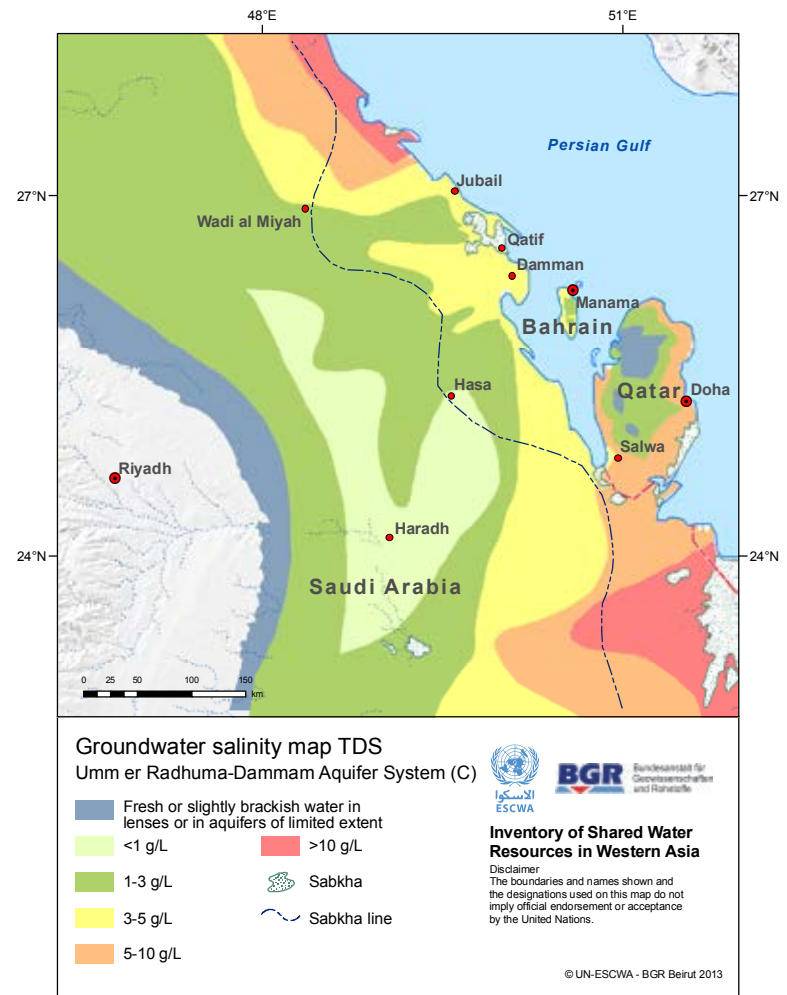 48°E
51°E
Persian Gulf
27°N
27°N
Jubail
Wadi al Miyah
Qatif
Damman
Manama
Bahrain
Hasa
Qatar
Doha
Salwa
Riyadh
Haradh
24°N
24°N
Saudi Arabia
0 25 50 100 150
km
Groundwater salinity map TDS
Umm er Radhuma-Dammam Aquifer System (C)
Fresh or slightly brackish water in
lenses or in aquifers of limited extent
<1 g/L
>10 g/L
1-3 g/L
Sabkha
3-5 g/L
Sabkha line
5-10 g/L
الاسكوا
ESCWA
BGR
Bundesanstalt für
Geowissenschaften
und Rohstoffe
Inventory of Shared Water
Resources in Western Asia
Disclaimer
The boundaries and names shown and
the designations used on this map do not
imply official endorsement or acceptance
by the United Nations.
© UN-ESCWA - BGR Beirut 2013